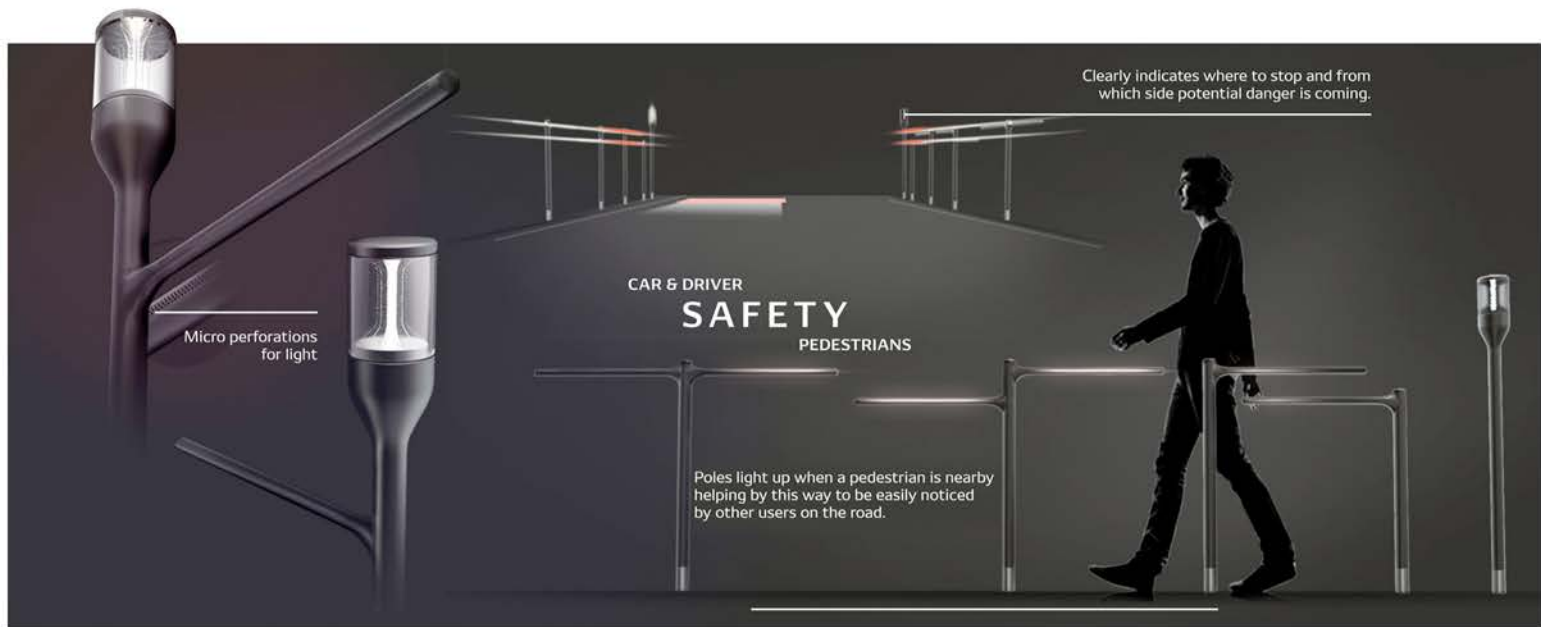 Clearly indicates where to stop and from
which side potential danger is coming.
CAR & DRIVER
SAFETY
PEDESTRIANS
Micro perforations
for light
Poles light up when a pedestrian is nearby
helping by this way to be easily noticed
by other users on the road.